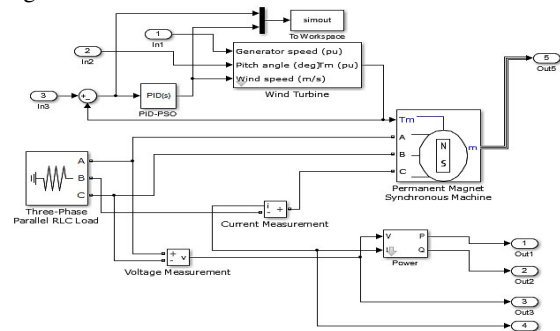 simout
To Workspace
1
In1
2
In2
3
In3
+
-
PID(s)
PID-PSO
Generator speed (pu)
Pitch angle (deg)Tm (pu)
Wind speed (m/s)
Wind Turbine
5
Out5
Tm
A
B
C
N
S
m
Permanent Magnet
Synchronous Machine
A
B
C
Three-Phase
Parallel RLC Load
i
+
-
Current Measurement
+
-
v
Voltage Measurement
V
I
P
Q
Power
1
Out1
2
Out2
3
Out3
4